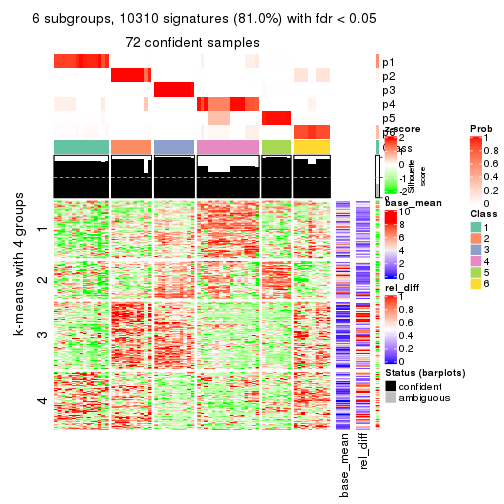 6 subgroups, 10310 signatures (81.0%) with fdr < 0.05
72 confident samples
p1
p2
p3
p4
p5
Class
z-score
2
1
0
-1
-2
Silhouette
score
Prob
1
0.8
0.6
0.4
0.2
0
Class
1
2
3
4
5
6
k-means with 4 groups
1
2
3
4
base_mean
10
8
6
4
2
0
rel_diff
1
0.8
0.6
0.4
0.2
0
Status (barplots)
confident
ambiguous
base_mean
rel_diff